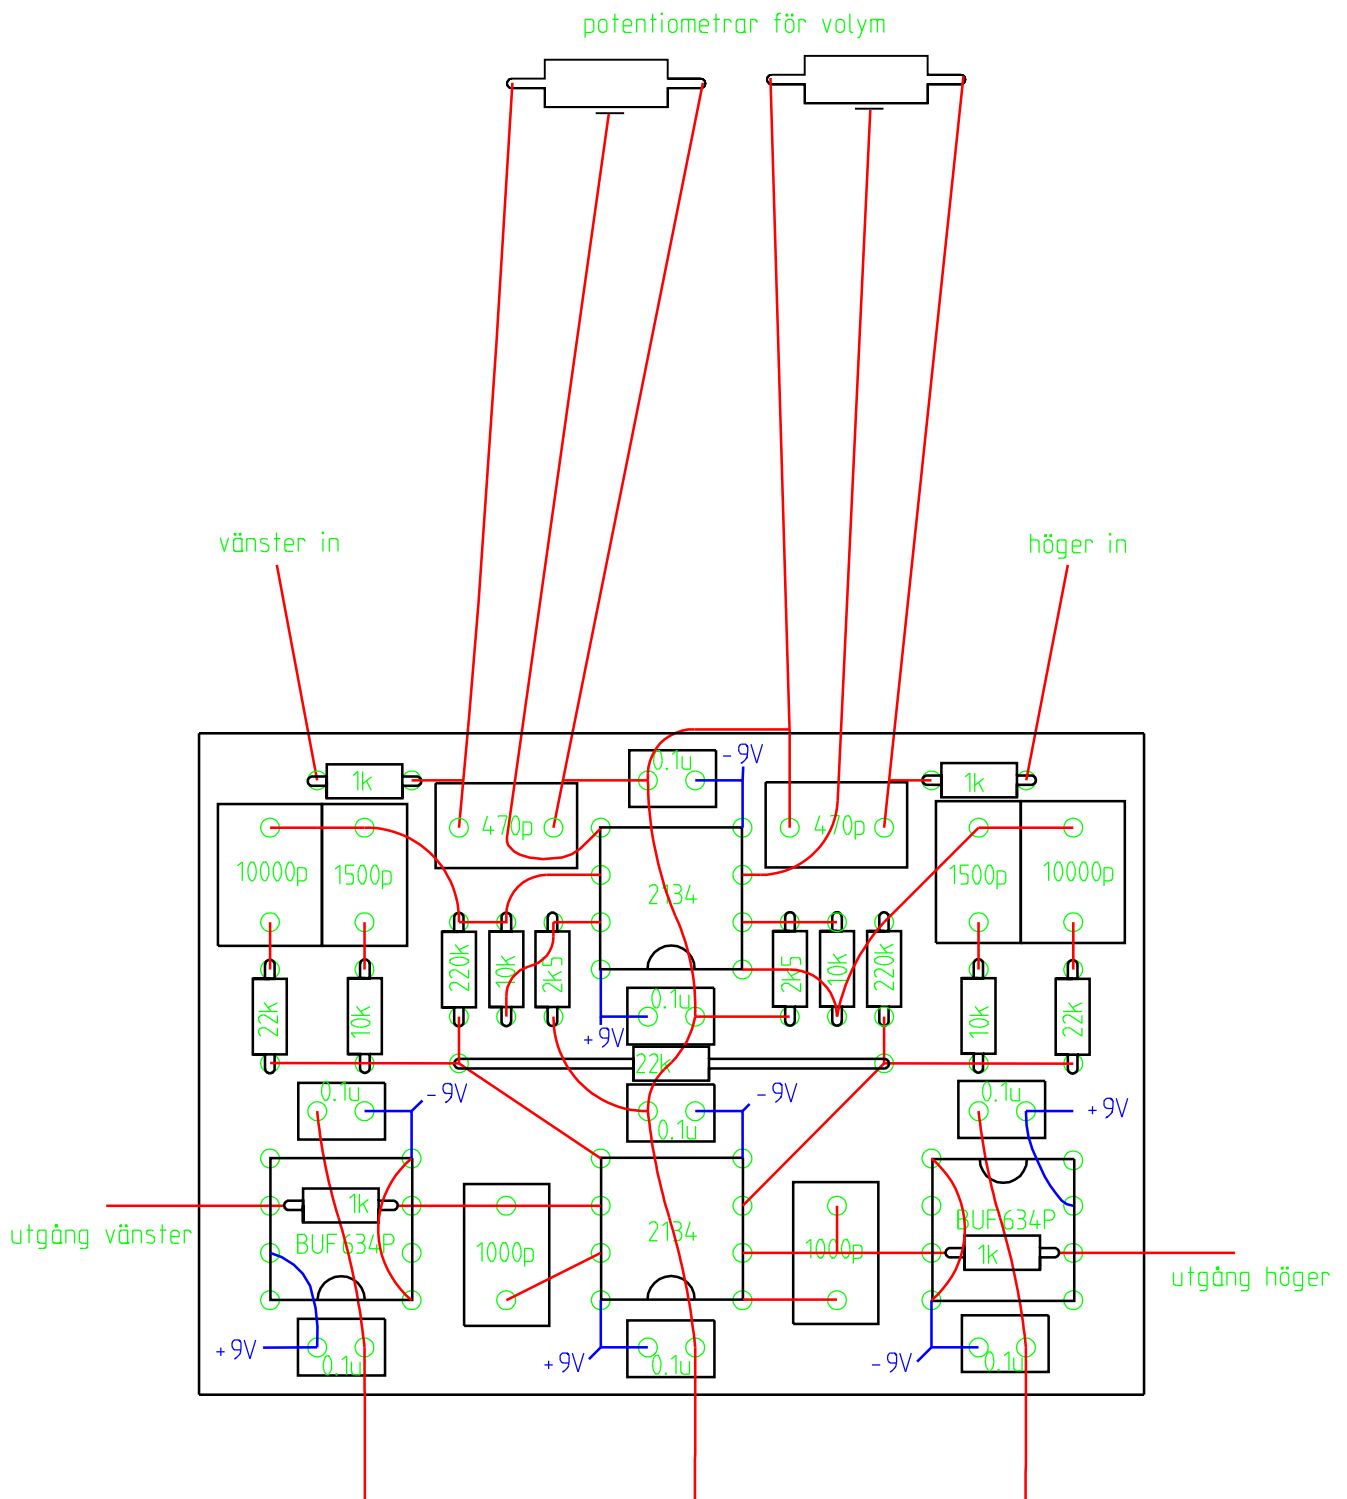 potentiometrar för volym
vänster in
höger in
0.1u
-9V
1k
1k
470p
470p
10000p
1500p
2134
1500p
10000p
220k
10k
2k5
2k5
10k
220k
22k
10k
0.1u
10k
22k
+9V
22k
0.1u
-9V
-9V
0.1u
+9V
0.1u
1k
utgång vänster
BUF634P
1000p
2134
1000p
BUF634P
1k
utgång höger
+9V
0.1u
+9V
0.1u
-9V
0.1u